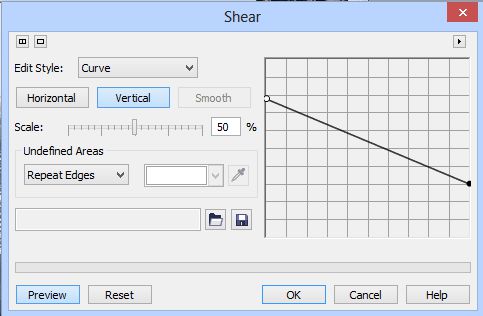 Shear
Edit Style: Curve
Horizontal Vertical Smooth
Scale: 50 %
Undefined Areas
Repeat Edges
Preview Reset OK Cancel Help